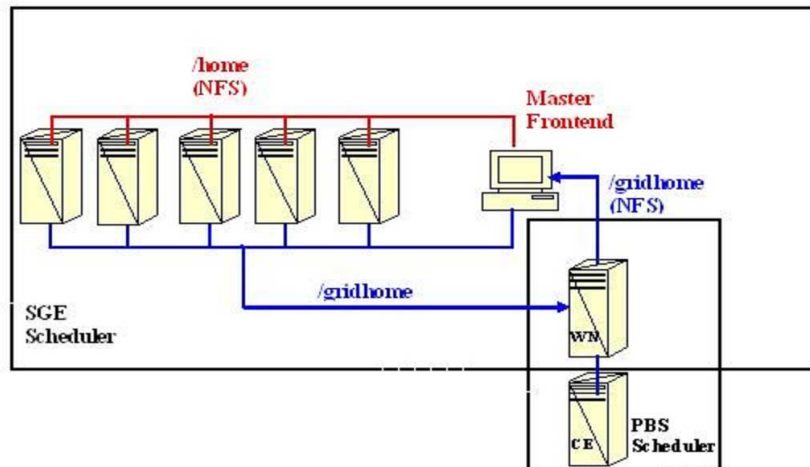 /home
(NFS)
Master
Frontend
/gridhome
(NFS)
/gridhome
SGE
Scheduler
WN
CE
PBS
Scheduler